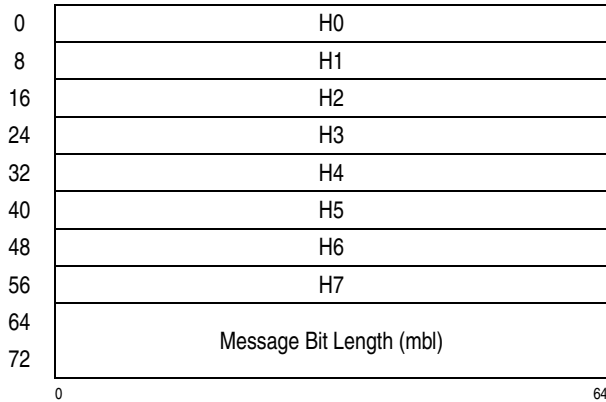 0 H0
8 H1
16 H2
24 H3
32 H4
40 H5
48 H6
56 H7
64
Message Bit Length (mbl)
72
0 64